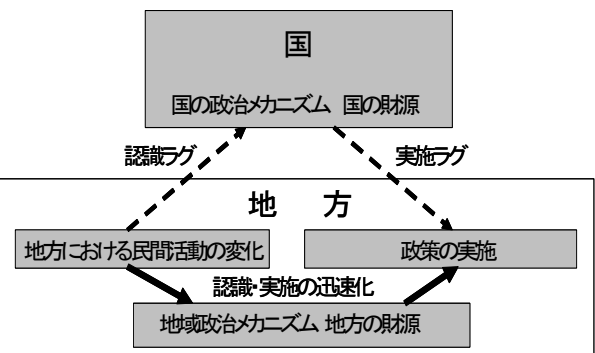 国
国の政治メカニズム 国の財源
認識ラグ 実施ラグ
地 方
地方における民間活動の変化 政策の実施
認識・実施の迅速化
地域政治メカニズム 地方の財源